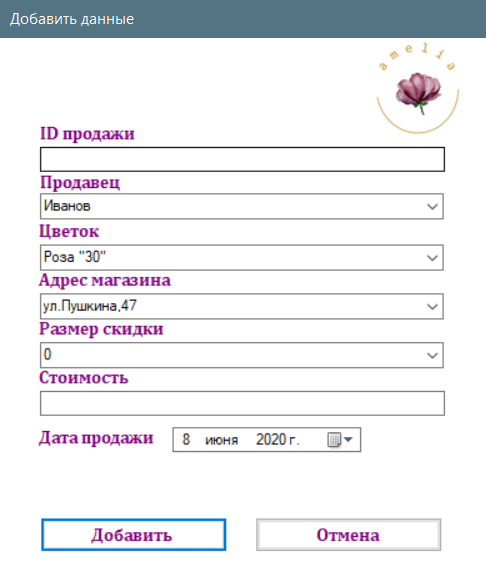 Добавить данные
amelia
ID продажи
Продавец
Иванов
Цветок
Роза "30"
Адрес магазина
ул.Пушкина,47
Размер скидки
0
Стоимость
Дата продажи 8 июня 2020 г.
Добавить Отмена